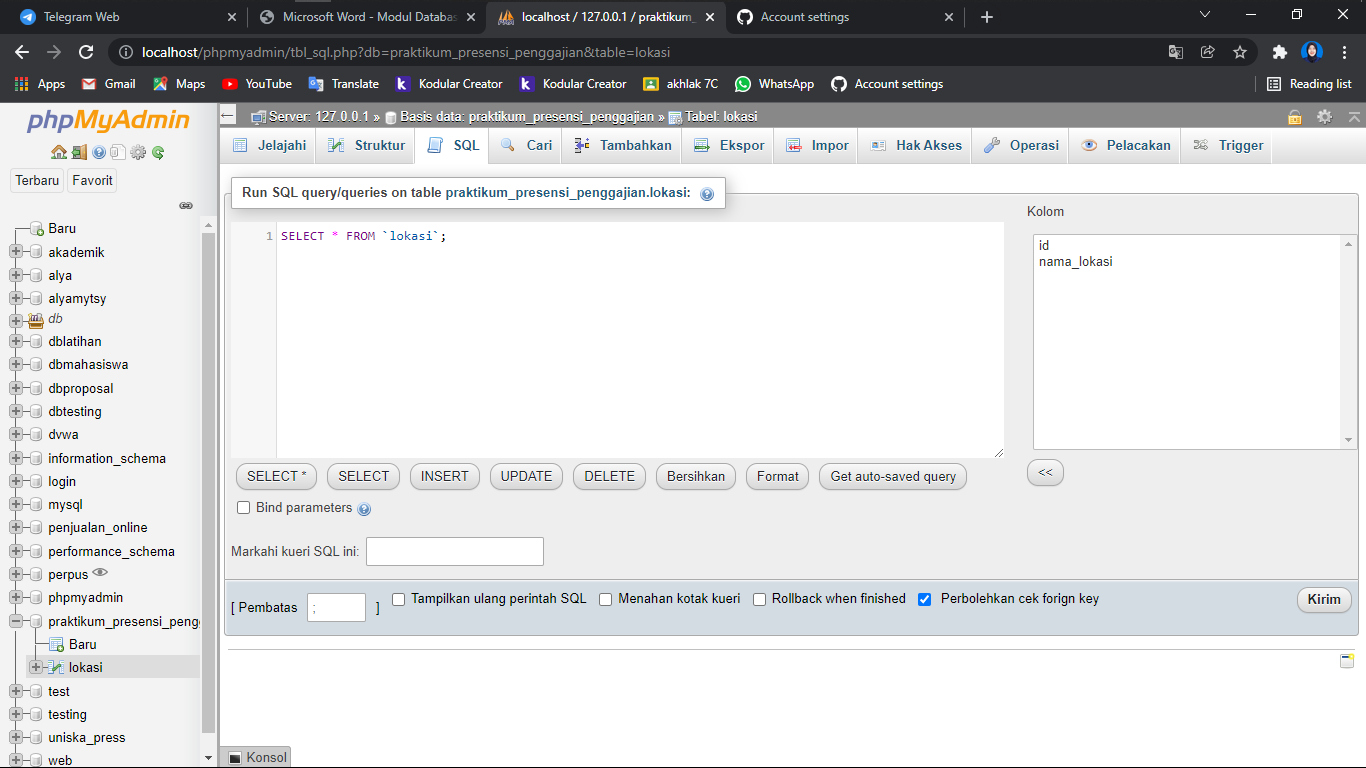 Telegram Web
Microsoft Word - Modul Databas
localhost / 127.0.0.1 / praktikum_
Account settings
localhost/phpmyadmin/tbl_sql.php?db=praktikum_presensi_penggajian&table=lokasi
Apps Gmail Maps YouTube Translate Kodular Creator Kodular Creator akhlak 7C WhatsApp Account settings Reading list
phpMyAdmin
Terbaru Favorit
Baru
akademik
alya
alyamytsy
db
dblatihan
dbmahasiswa
dbproposal
dbtesting
dvwa
information_schema
login
mysql
penjualan_online
performance_schema
perpus
phpmyadmin
praktikum_presensi_peng
Baru
lokasi
test
testing
uniska_press
web
Server: 127.0.0.1 » Basis data: praktikum_presensi_penggajian » Tabel: lokasi
Jelajahi Struktur SQL Cari Tambahkan Ekspor Impor Hak Akses Operasi Pelacakan Trigger
Run SQL query/queries on table praktikum_presensi_penggajian.lokasi:
1 SELECT * FROM `lokasi`;
Kolom
id
nama_lokasi
SELECT * SELECT INSERT UPDATE DELETE Bersihkan Format Get auto-saved query <<
Bind parameters
Markahi kueri SQL ini:
[ Pembatas ; ] Tampilkan ulang perintah SQL Menahan kotak kueri Rollback when finished Perbolehkan cek forign key Kirim
Konsol